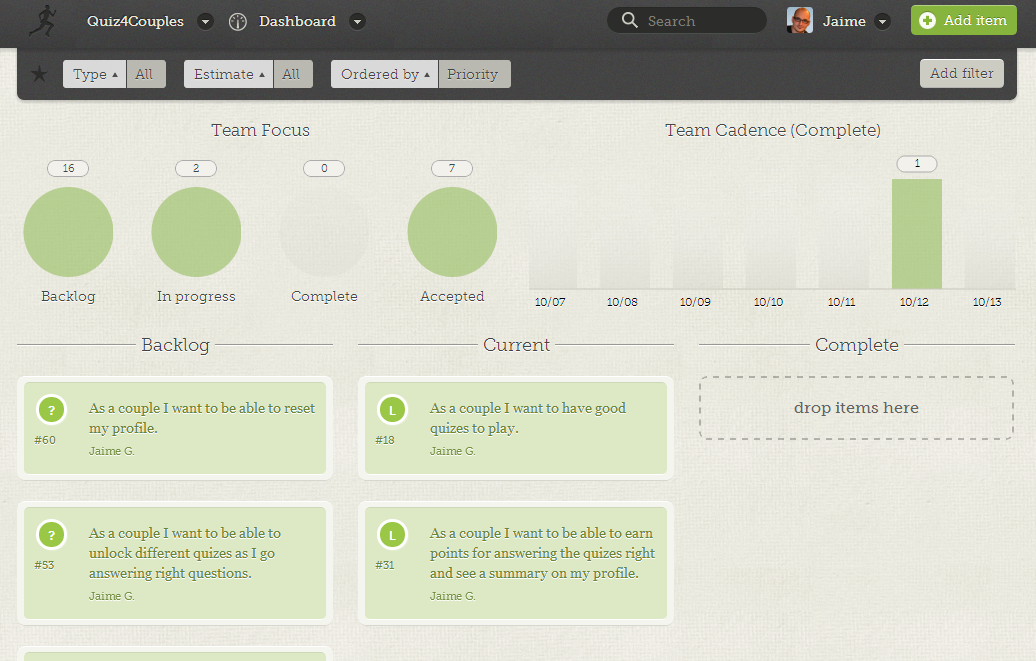 Quiz4Couples Dashboard Search Jaime Add item
Type All Estimate All Ordered by Priority Add filter
Team Focus
16 2 0 7
Backlog In progress Complete Accepted
Team Cadence (Complete)
1
10/07 10/08 10/09 10/10 10/11 10/12 10/13
Backlog
? As a couple I want to be able to reset
my profile.
#60
Jaime G.
? As a couple I want to be able to
unlock different quizes as I go
#53
answering right questions.
Jaime G.
Current
L As a couple I want to have good
quizes to play.
#18
Jaime G.
L As a couple I want to be able to earn
points for answering the quizes right
#31
and see a summary on my profile.
Jaime G.
Complete
drop items here